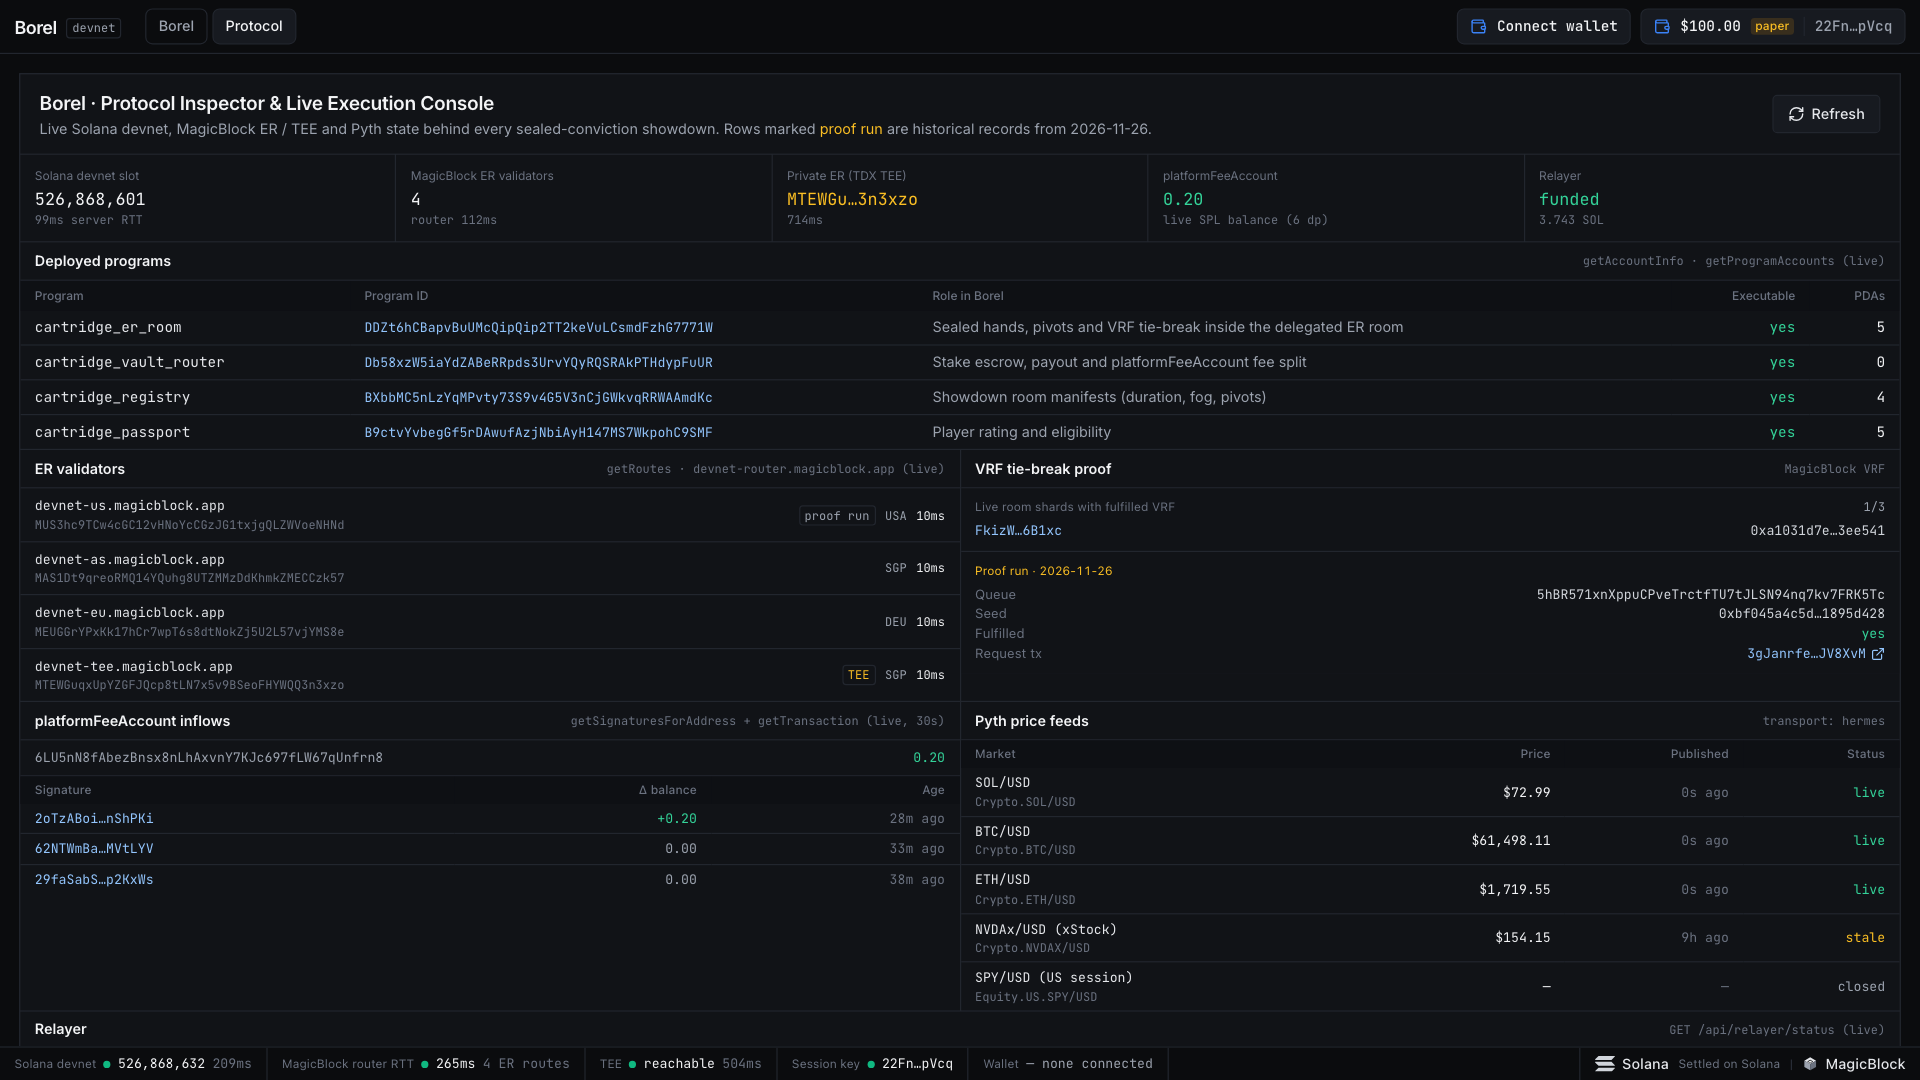 Borel devnet Borel Protocol Connect wallet $100.00 paper 22Fn…pVcq
Borel · Protocol Inspector & Live Execution Console
Live Solana devnet, MagicBlock ER / TEE and Pyth state behind every sealed-conviction showdown. Rows marked proof run are historical records from 2026-11-26.
Refresh
Solana devnet slot
526,868,601
99ms server RTT
MagicBlock ER validators
4
router 112ms
Private ER (TDX TEE)
MTEWGu…3n3xzo
714ms
platformFeeAccount
0.20
live SPL balance (6 dp)
Relayer
funded
3.743 SOL
Deployed programs getAccountInfo · getProgramAccounts (live)
Program Program ID Role in Borel Executable PDAs
cartridge_er_room DDZt6hCBapvBuUMcQipQip2TT2keVuLCsmdFzhG7771W Sealed hands, pivots and VRF tie-break inside the delegated ER room yes 5
cartridge_vault_router Db58xzW5iaYdZABeRRpds3UrvYQyRQSRAkPTHdypFuUR Stake escrow, payout and platformFeeAccount fee split yes 0
cartridge_registry BXbbMC5nLzYqMPvty73S9v4G5V3nCjGWkvqRRWAAmdKc Showdown room manifests (duration, fog, pivots) yes 4
cartridge_passport B9ctvYvbegGf5rDAwufAzjNbiAyH147MS7WkpohC9SMF Player rating and eligibility yes 5
ER validators getRoutes · devnet-router.magicblock.app (live)
devnet-us.magicblock.app
MUS3hc9TCw4cGC12vHNoYcCGzJG1txjgQLZWVoeNHNd
proof run USA 10ms
devnet-as.magicblock.app
MAS1Dt9qreoRMQ14YQuhg8UTZMMzDdKhmkZMECCzk57
SGP 10ms
devnet-eu.magicblock.app
MEUGGrYPxKk17hCr7wpT6s8dtNokZj5U2L57vjYMS8e
DEU 10ms
devnet-tee.magicblock.app
MTEWGuqxUpYZGFJQcp8tLN7x5v9BSeoFHYWQQ3n3xzo
TEE SGP 10ms
VRF tie-break proof MagicBlock VRF
Live room shards with fulfilled VRF 1/3
FkizW…6B1xc 0xa1031d7e…3ee541
Proof run · 2026-11-26
Queue 5hBR571xnXppuCPveTrctfTU7tJLSN94nq7kv7FRK5Tc
Seed 0xbf045a4c5d…1895d428
Fulfilled yes
Request tx 3gJanrfe…JV8XvM
platformFeeAccount inflows getSignaturesForAddress + getTransaction (live, 30s)
6LU5nN8fAbezBnsx8nLhAxvnY7KJc697fLW67qUnfrn8 0.20
Signature Δ balance Age
2oTzABoi…nShPKi +0.20 28m ago
62NTWmBa…MVtLYV 0.00 33m ago
29faSabS…p2KxWs 0.00 38m ago
Pyth price feeds transport: hermes
Market Price Published Status
SOL/USD
Crypto.SOL/USD
$72.99 0s ago live
BTC/USD
Crypto.BTC/USD
$61,498.11 0s ago live
ETH/USD
Crypto.ETH/USD
$1,719.55 0s ago live
NVDAx/USD (xStock)
Crypto.NVDAX/USD
$154.15 9h ago stale
SPY/USD (US session)
Equity.US.SPY/USD
— — closed
Relayer GET /api/relayer/status (live)
Solana devnet 526,868,632 209ms MagicBlock router RTT 265ms 4 ER routes TEE reachable 504ms Session key 22Fn…pVcq Wallet — none connected Solana Settled on Solana | MagicBlock